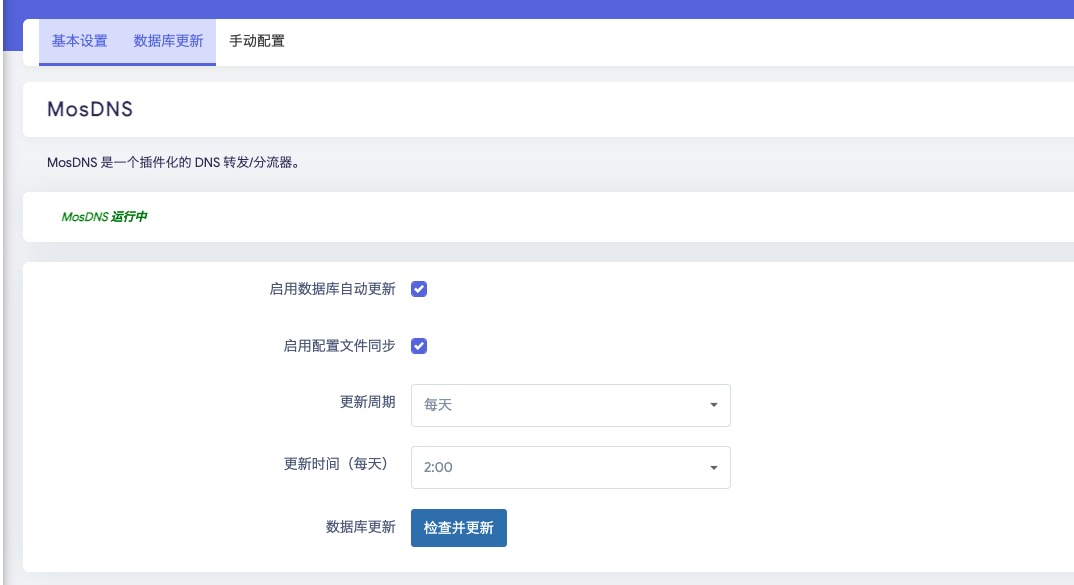 基本设置 数据库更新 手动配置
MosDNS
MosDNS 是一个插件化的 DNS 转发/分流器。
MosDNS 运行中
启用数据库自动更新
启用配置文件同步
更新周期 每天
更新时间（每天） 2:00
数据库更新 检查并更新